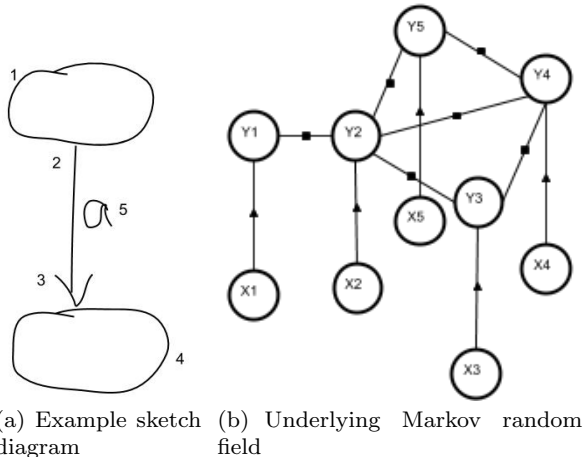 1
2
a 5
3
4
Y5
Y4
Y1 Y2
Y3
X5
X4
X1 X2
X3
(a) Example sketch diagram
(b) Underlying Markov random field